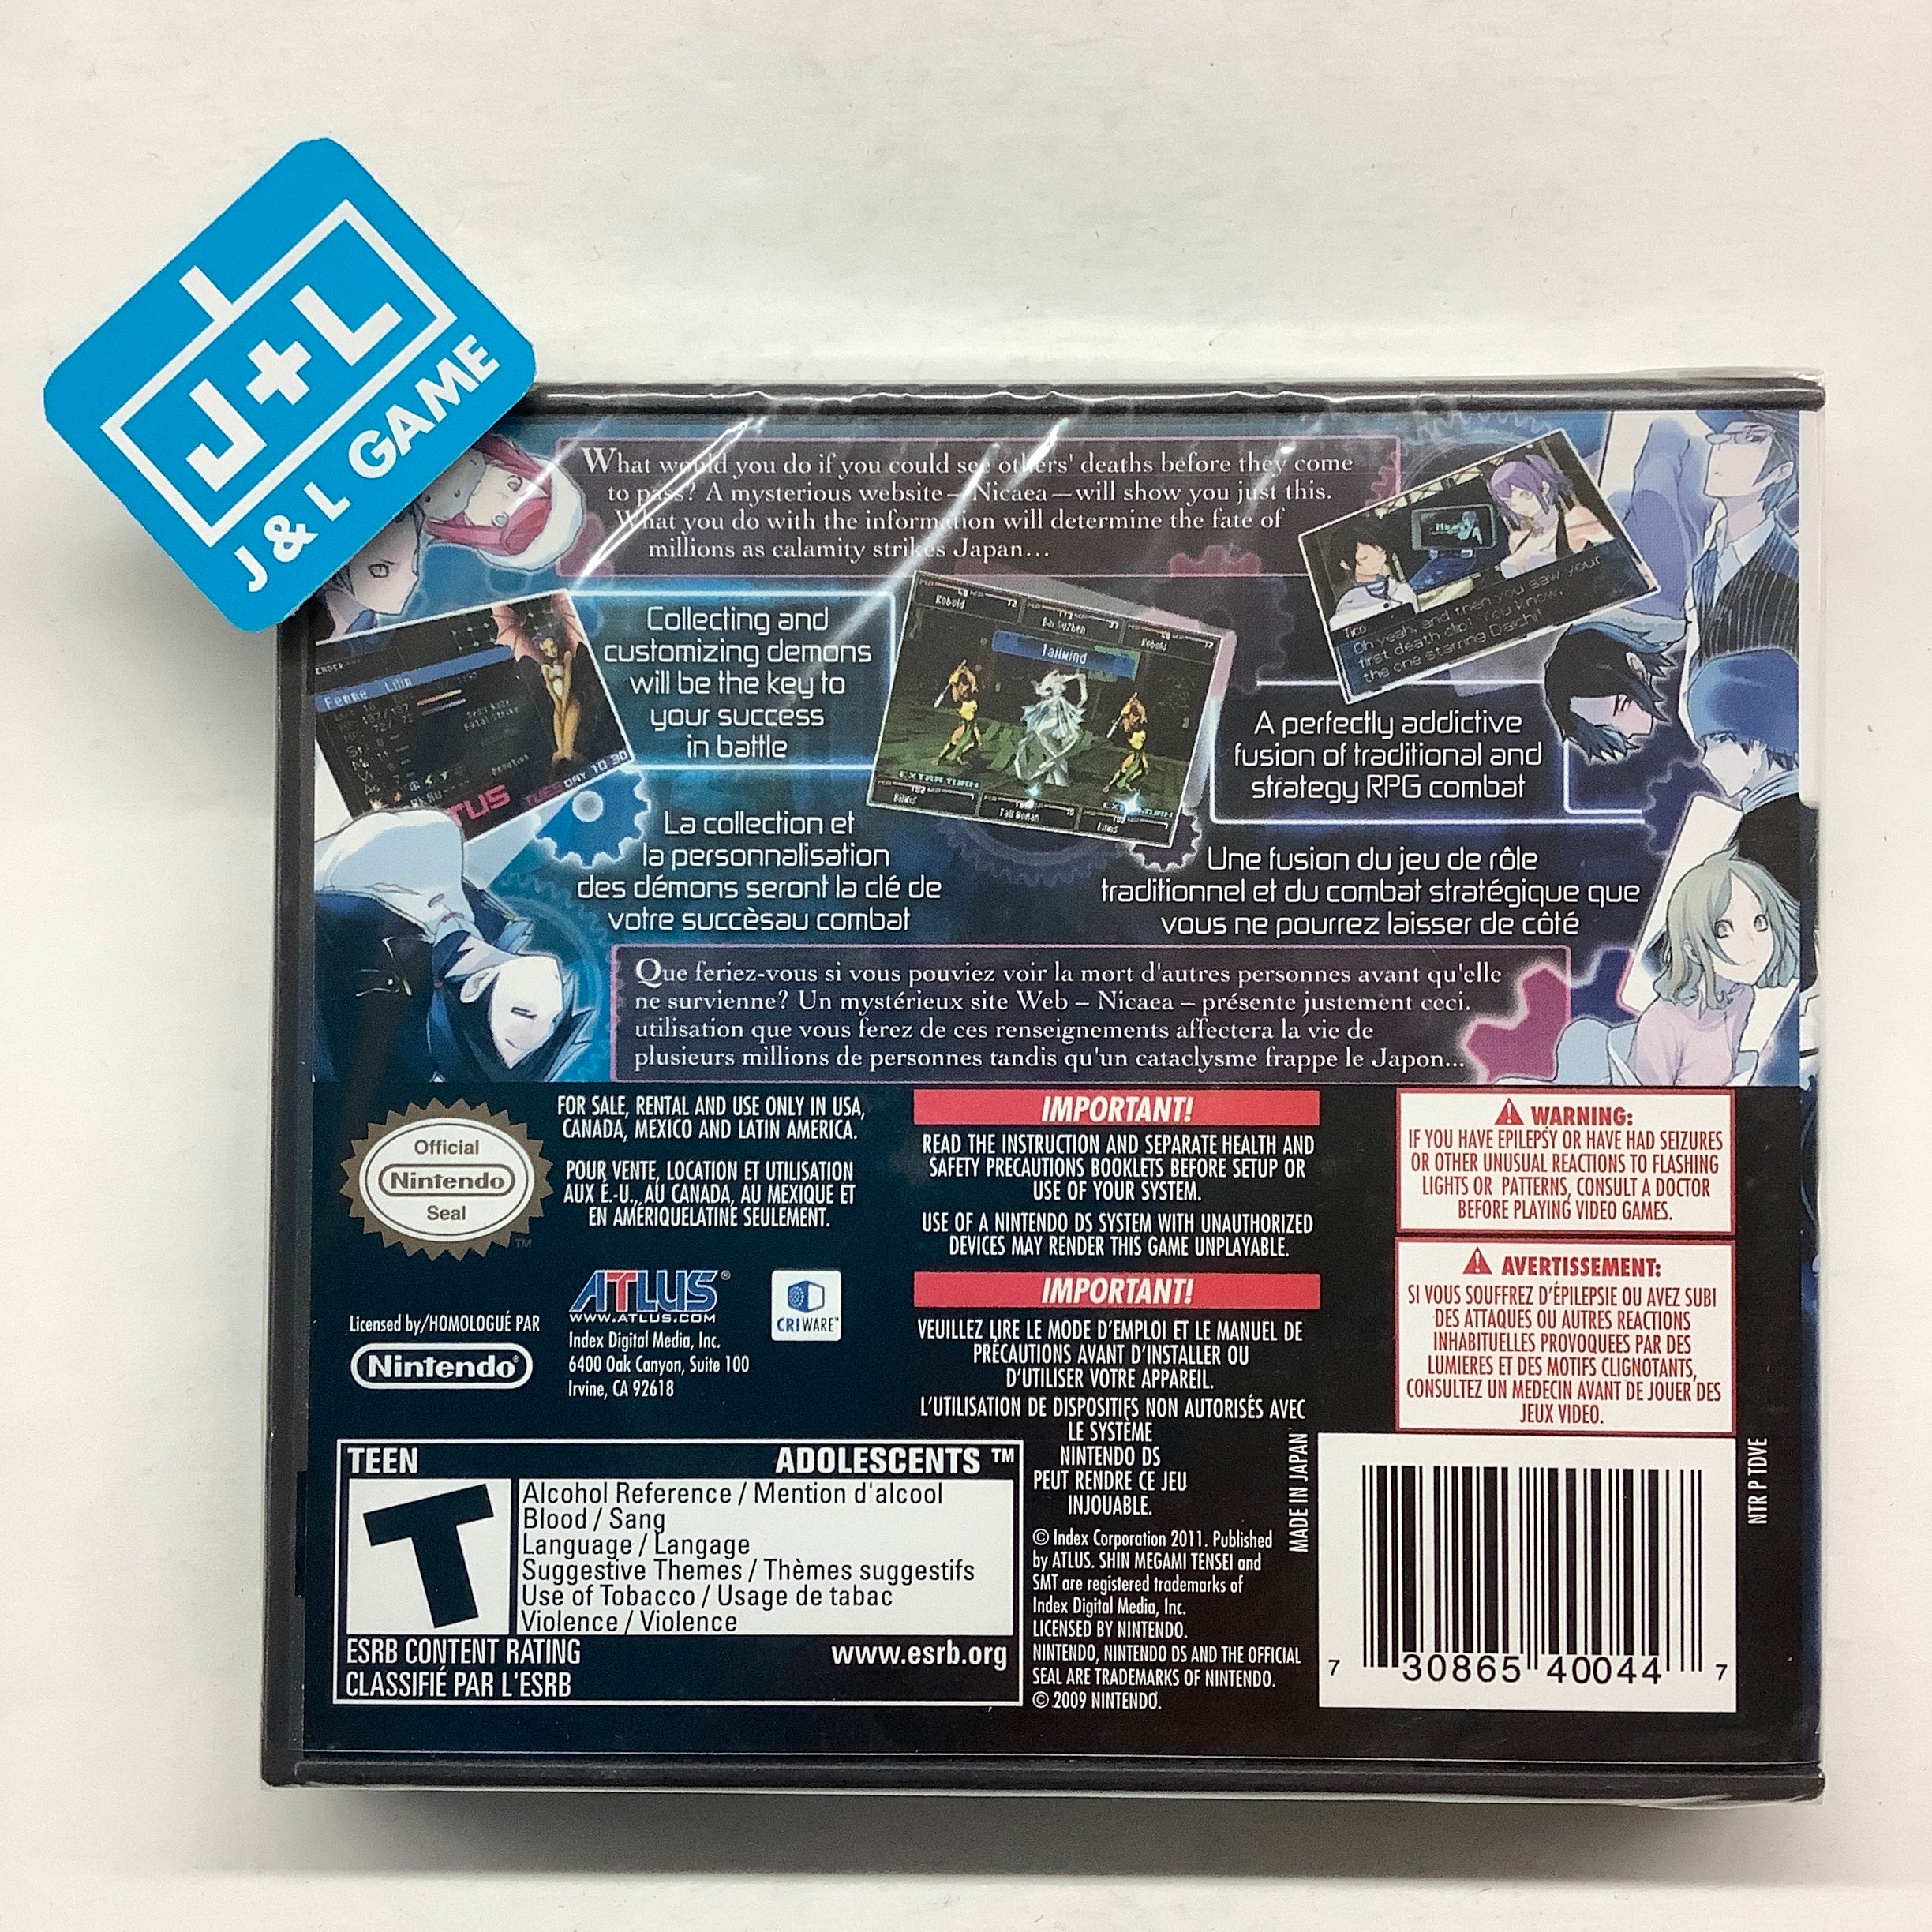 J+L
J & L GAME
What would you do if you could see others' deaths before they come
to pass? A mysterious website – Nicaea – will show you just this.
What you do with the information will determine the fate of
millions as calamity strikes Japan...
Tico
Oh yeah, and then you saw your
first death clip! You know,
the one starring Daichi!
Femme Lilin
Fatal Strike
MENU
TUS
TUES DAY 10 30
Collecting and
customizing demons
will be the key to
your success
in battle
Kobold
Kobold
Tailwind
EXTRA TURN
A perfectly addictive
fusion of traditional and
strategy RPG combat
La collection et
la personnalisation
des démons seront la clé de
votre succèsau combat
Une fusion du jeu de rôle
traditionnel et du combat stratégique que
vous ne pourrez laisser de côté
Que feriez-vous si vous pouviez voir la mort d'autres personnes avant qu'elle
ne survienne? Un mystérieux site Web – Nicaea – présente justement ceci.
utilisation que vous ferez de ces renseignements affectera la vie de
plusieurs millions de personnes tandis qu'un cataclysme frappe le Japon...
Official
Nintendo
Seal
TM
FOR SALE, RENTAL AND USE ONLY IN USA,
CANADA, MEXICO AND LATIN AMERICA.
POUR VENTE, LOCATION ET UTILISATION
AUX É.-U., AU CANADA, AU MEXIQUE ET
EN AMÉRIQUELATINE SEULEMENT.
Licensed by/HOMOLOGUÉ PAR
Nintendo®
ATLUS®
WWW.ATLUS.COM
Index Digital Media, Inc.
6400 Oak Canyon, Suite 100
Irvine, CA 92618
CRIWARE™
IMPORTANT!
READ THE INSTRUCTION AND SEPARATE HEALTH AND
SAFETY PRECAUTIONS BOOKLETS BEFORE SETUP OR
USE OF YOUR SYSTEM.
USE OF A NINTENDO DS SYSTEM WITH UNAUTHORIZED
DEVICES MAY RENDER THIS GAME UNPLAYABLE.
IMPORTANT!
VEUILLEZ LIRE LE MODE D'EMPLOI ET LE MANUEL DE
PRÉCAUTIONS AVANT D'INSTALLER OU
D'UTILISER VOTRE APPAREIL.
L'UTILISATION DE DISPOSITIFS NON AUTORISÉS AVEC
LE SYSTÈME
NINTENDO DS
PEUT RENDRE CE JEU
INJOUABLE.
WARNING:
IF YOU HAVE EPILEPSY OR HAVE HAD SEIZURES
OR OTHER UNUSUAL REACTIONS TO FLASHING
LIGHTS OR PATTERNS, CONSULT A DOCTOR
BEFORE PLAYING VIDEO GAMES.
AVERTISSEMENT:
SI VOUS SOUFFREZ D'ÉPILEPSIE OU AVEZ SUBI
DES ATTAQUES OU AUTRES REACTIONS
INHABITUELLES PROVOQUEES PAR DES
LUMIERES ET DES MOTIFS CLIGNOTANTS,
CONSULTEZ UN MEDECIN AVANT DE JOUER DES
JEUX VIDEO.
TEEN
ADOLESCENTS ™
T
Alcohol Reference / Mention d'alcool
Blood / Sang
Language / Langage
Suggestive Themes / Thèmes suggestifs
Use of Tobacco / Usage de tabac
Violence / Violence
ESRB CONTENT RATING
www.esrb.org
CLASSIFIÉ PAR L'ESRB
© Index Corporation 2011. Published
by ATLUS. SHIN MEGAMI TENSEI and
SMT are registered trademarks of
Index Digital Media, Inc.
LICENSED BY NINTENDO.
NINTENDO, NINTENDO DS AND THE OFFICIAL
SEAL ARE TRADEMARKS OF NINTENDO.
© 2009 NINTENDO.
MADE IN JAPAN
NTR P TDVE
7 30865 40044 7